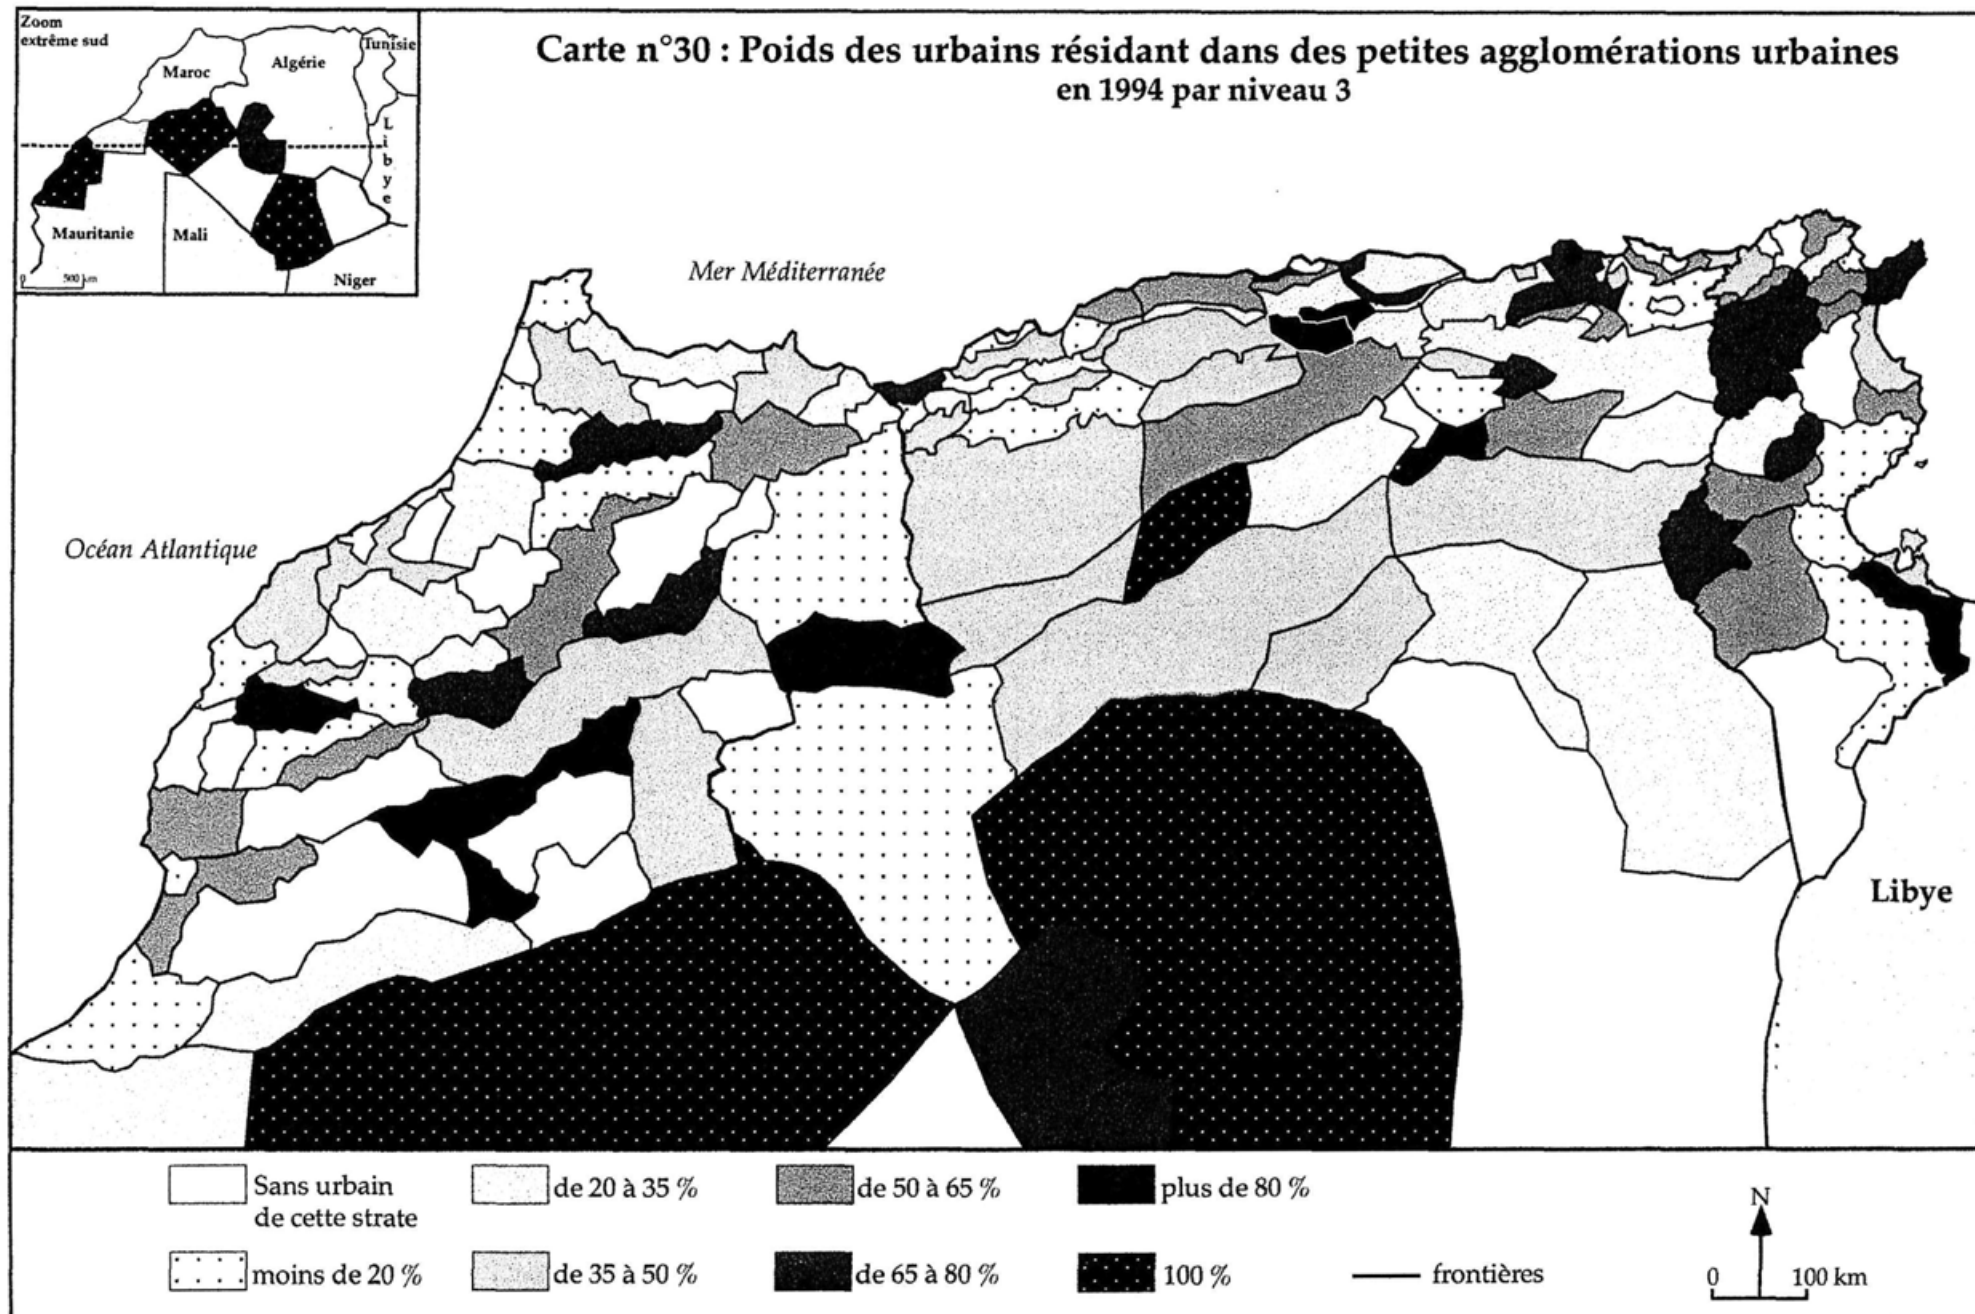 Zoom
extrême sud
Tunisie
Maroc
Algérie
Libye
Mauritanie
Mali
Niger
0 500 km
Carte n°30 : Poids des urbains résidant dans des petites agglomérations urbaines
en 1994 par niveau 3
Mer Méditerranée
Océan Atlantique
Libye
Sans urbain
de cette strate
de 20 à 35 %
de 50 à 65 %
plus de 80 %
moins de 20 %
de 35 à 50 %
de 65 à 80 %
100 %
frontières
N
0 100 km